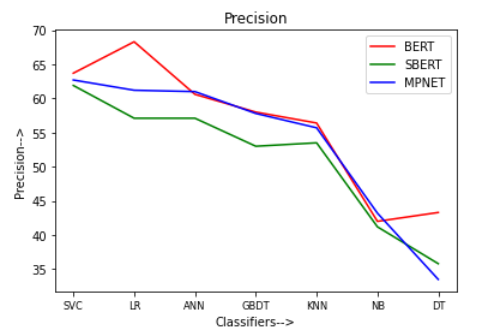 Precision
BERT
SBERT
MPNET
Precision-->
70
65
60
55
50
45
40
35
SVC LR ANN GBDT KNN NB DT
Classifiers-->